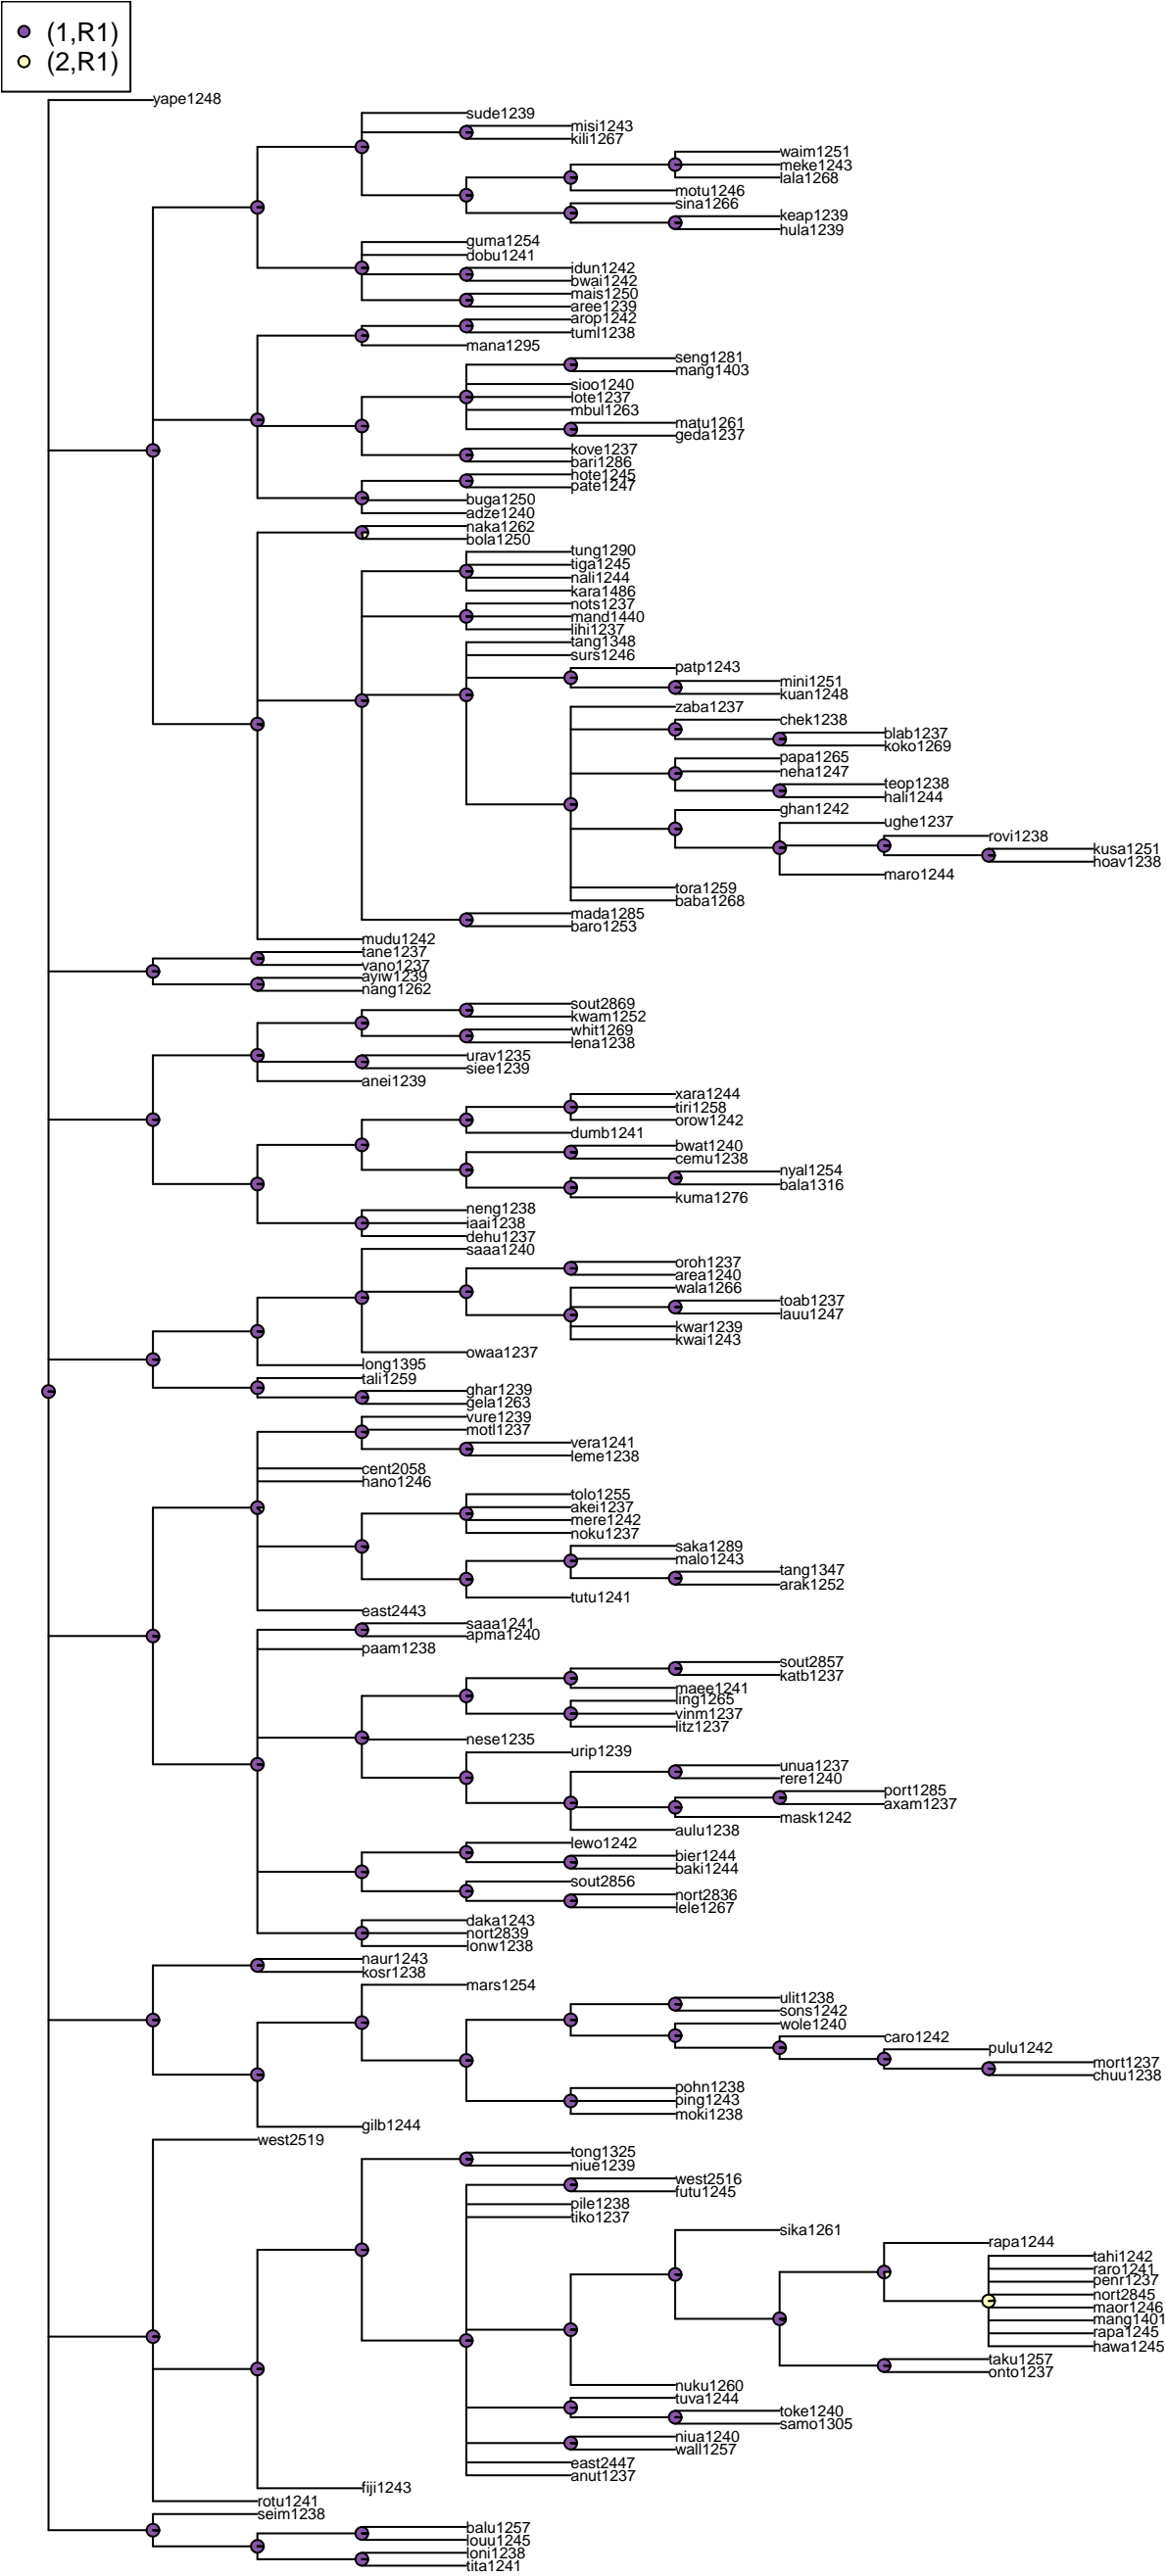 (1,R1)
(2,R1)
yape1248
sude1239
misi1243
kili1267
waim1251
meke1243
lala1268
motu1246
sina1266
keap1239
hula1239
guma1254
dobu1241
idun1242
bwai1242
mais1250
aree1239
arop1242
tuml1238
mana1295
seng1281
mang1403
sioo1240
lote1237
mbul1263
matu1261
geda1237
kove1237
bari1286
hote1245
pate1247
buga1250
adze1240
naka1262
bola1250
tung1290
tiga1245
nali1244
kara1486
nots1237
mand1440
lihi1237
tang1348
surs1246
patp1243
mini1251
kuan1248
zaba1237
chek1238
blab1237
koko1269
papa1265
neha1247
teop1238
hali1244
ghan1242
ughe1237
rovi1238
kusa1251
hoav1238
maro1244
tora1259
baba1268
mada1285
baro1253
mudu1242
tane1237
vano1237
ayiw1239
nang1262
sout2869
kwam1252
whit1269
lena1238
urav1235
siee1239
anei1239
xara1244
tiri1258
orow1242
dumb1241
bwat1240
cemu1238
nyal1254
bala1316
kuma1276
neng1238
iaai1238
dehu1237
saaa1240
oroh1237
area1240
wala1266
toab1237
lauu1247
kwar1239
kwai1243
owaa1237
long1395
tali1259
ghar1239
gela1263
vure1239
motl1237
vera1241
leme1238
cent2058
hano1246
tolo1255
akei1237
mere1242
noku1237
saka1289
malo1243
tang1347
arak1252
tutu1241
east2443
saaa1241
apma1240
paam1238
sout2857
katb1237
maee1241
ling1265
vinm1237
litz1237
nese1235
urip1239
unua1237
rere1240
port1285
axam1237
mask1242
aulu1238
lewo1242
bier1244
baki1244
sout2856
nort2836
lele1267
daka1243
nort2839
lonw1238
naur1243
kosr1238
mars1254
ulit1238
sons1242
wole1240
caro1242
pulu1242
mort1237
chuu1238
pohn1238
ping1243
moki1238
gilb1244
west2519
tong1325
niue1239
west2516
futu1245
pile1238
tiko1237
sika1261
rapa1244
tahi1242
raro1241
penr1237
nort2845
maor1246
mang1401
rapa1245
hawa1245
taku1257
onto1237
nuku1260
tuva1244
toke1240
samo1305
niua1240
wall1257
east2447
anut1237
fiji1243
rotu1241
seim1238
balu1257
louu1245
loni1238
tita1241